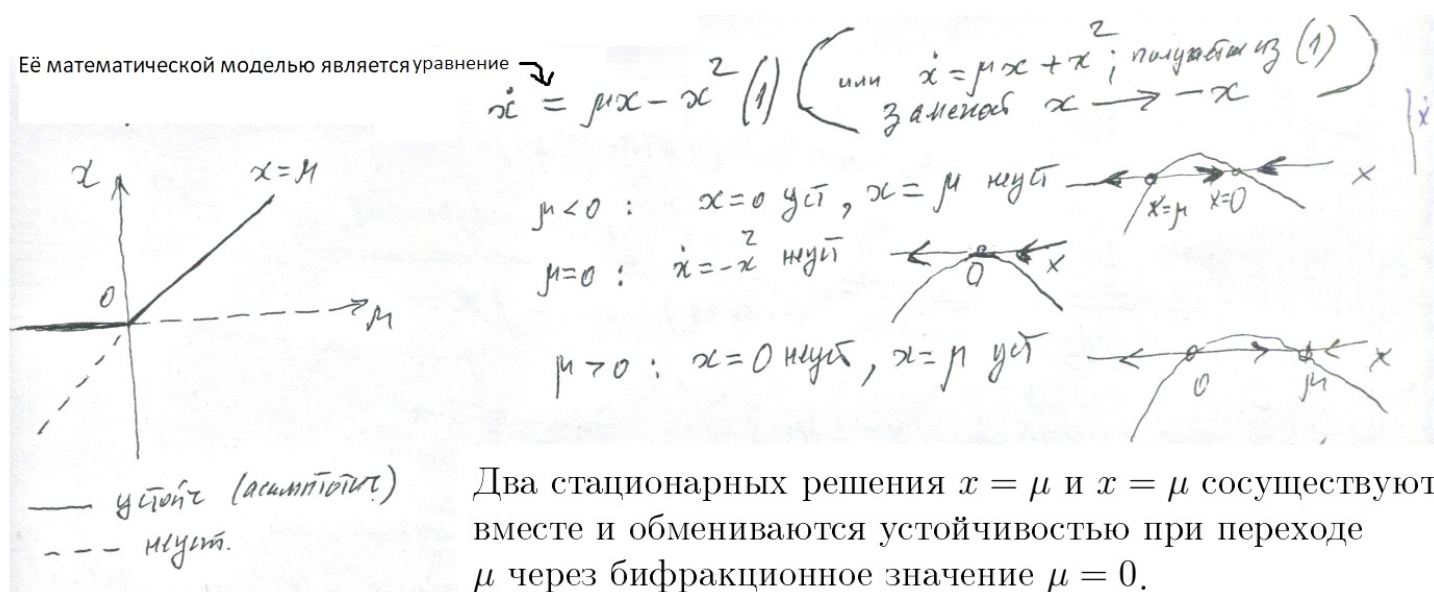 Её математической моделью является уравнение
ẋ = μx − x² (1) (или ẋ = μx + x²; получается из (1)
заменой x → −x)
x
x = μ
0
μ
μ<0 : x=0 уст, x=μ неуст
x=μ x=0 x
μ=0 : ẋ=-x² неуст
0 x
μ>0 : x=0 неуст, x=μ уст
0 μ x
ẋ
—— устойч (асимптотич.)
- - - неуст.
Два стационарных решения x = μ и x = μ сосуществуют
вместе и обмениваются устойчивостью при переходе
μ через бифракционное значение μ = 0.